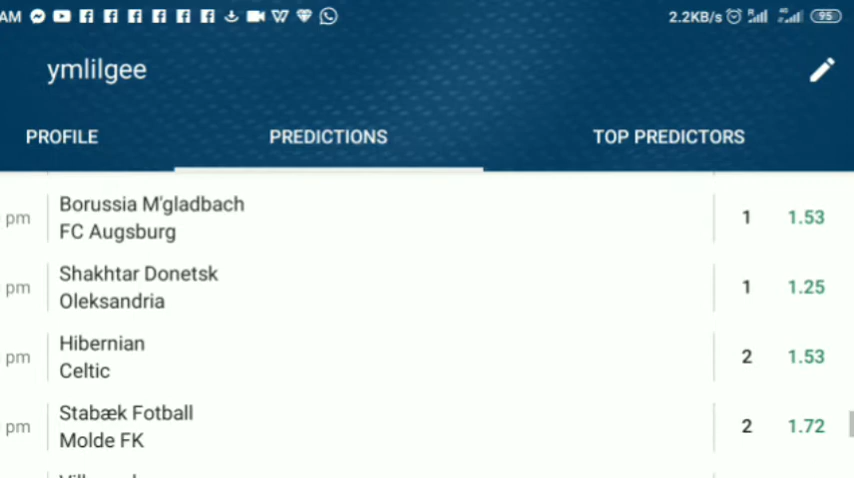 AM 2.2KB/s 95
ymlilgee
PROFILE PREDICTIONS TOP PREDICTORS
Borussia M'gladbach
pm 1 1.53
FC Augsburg
Shakhtar Donetsk
pm 1 1.25
Oleksandria
Hibernian
pm 2 1.53
Celtic
Stabæk Fotball
pm 2 1.72
Molde FK